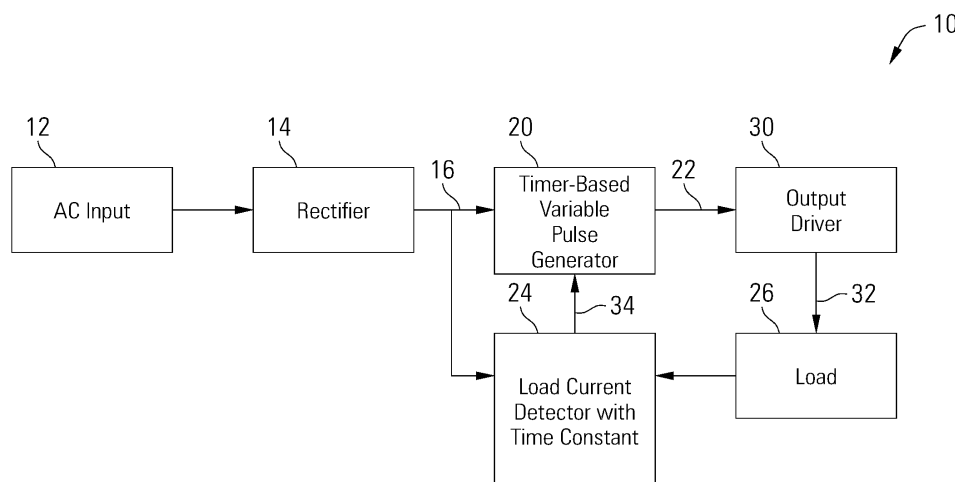 10
12
14
20
30
AC Input
Rectifier
16
Timer-Based
Variable
Pulse
Generator
22
Output
Driver
24
34
26
32
Load Current
Detector with
Time Constant
Load